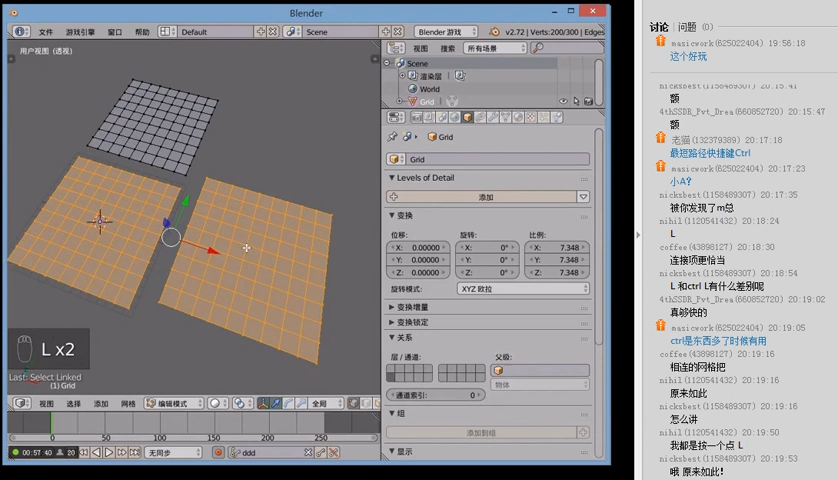 Blender
文件 游戏引擎 窗口 帮助 Default Scene Blender 游戏 v2.72 | Verts:200/300 | Edges
用户视图 (透视)
视图 搜索 所有场景
Scene
渲染层
World
Grid
Grid
Grid
Levels of Detail
添加
变换
位移: 旋转: 比例:
X: 0.00000 X: 0° X: 7.348
Y: 0.00000 Y: 0° Y: 7.348
Z: 0.00000 Z: 0° Z: 7.348
旋转模式: XYZ 欧拉
变换增量
变换锁定
关系
层 / 通道: 父级:
物体
通道索引: 0
组
添加到组
显示
L x2
Last: Select Linked
(1) Grid
视图 选择 添加 网格 编辑模式 全局
0 50 100 150 200 250
00:57:40 20 无同步 ddd
讨论 | 问题 (0)
masicwork(625022404) 19:56:18
这个好玩
nicksbest(1158489307) 20:15:41
额
4thSSDR_Pvt_Drea(660852720) 20:15:47
额
老猫(132379389) 20:17:18
最短路径快捷键Ctrl
masicwork(625022404) 20:17:23
小A?
nicksbest(1158489307) 20:17:35
被你发现了m总
nihil(1120541432) 20:18:24
L
coffee(43898127) 20:18:30
连接项更恰当
nicksbest(1158489307) 20:18:54
L 和ctrl L有什么差别呢
4thSSDR_Pvt_Drea(660852720) 20:19:02
真够快的
masicwork(625022404) 20:19:05
ctrl是东西多了时候有用
coffee(43898127) 20:19:16
相连的网格把
nihil(1120541432) 20:19:16
原来如此
nicksbest(1158489307) 20:19:16
怎么讲
nihil(1120541432) 20:19:50
我都是按一个点 L
nicksbest(1158489307) 20:19:53
哦 原来如此!